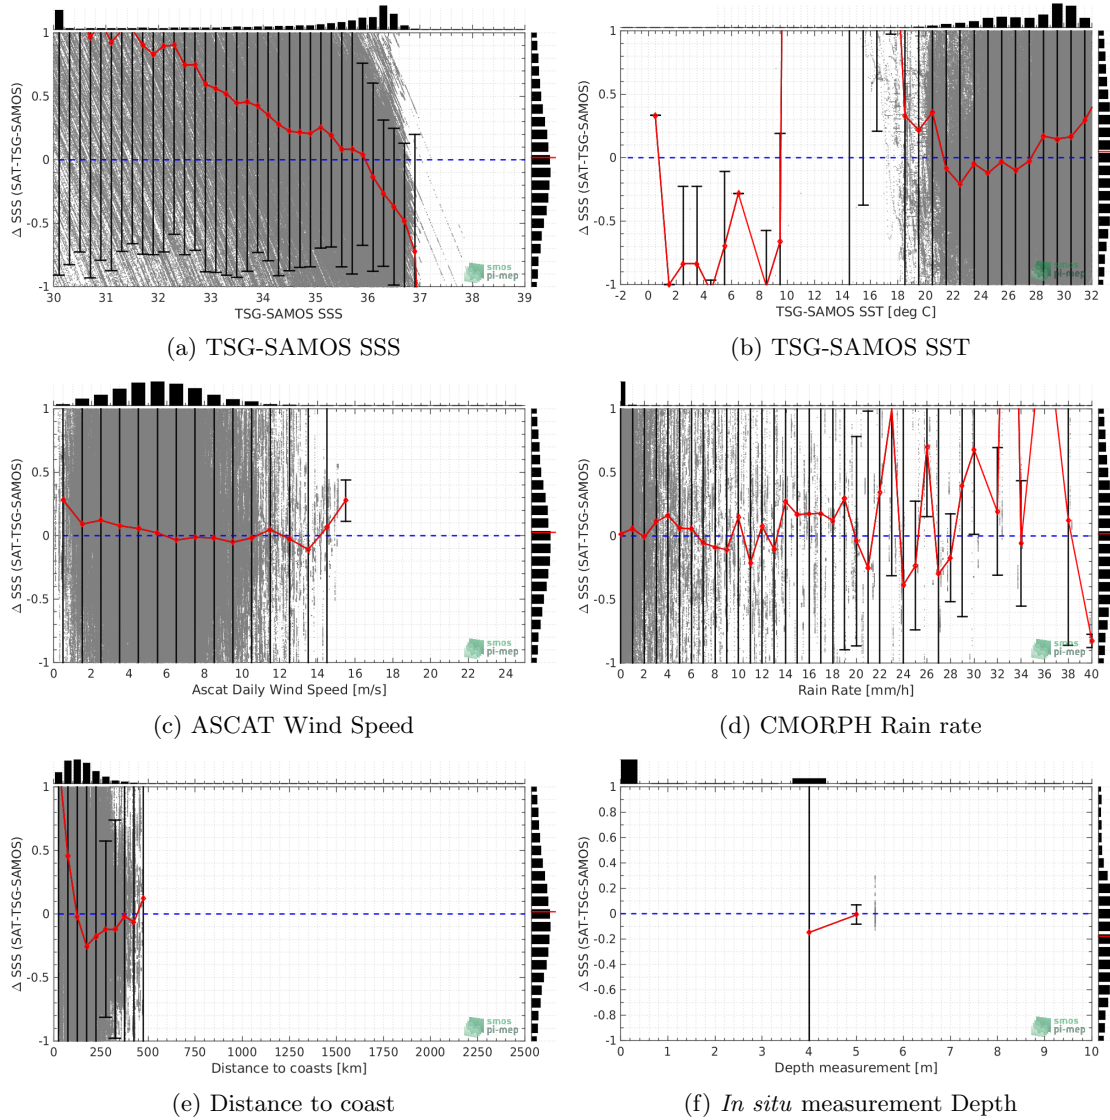 1
0.5
0
-0.5
-1
Δ SSS (SAT-TSG-SAMOS)
30 31 32 33 34 35 36 37 38 39
TSG-SAMOS SSS
smos
pi-mep
(a) TSG-SAMOS SSS
1
0.5
0
-0.5
-1
Δ SSS (SAT-TSG-SAMOS)
-2 0 2 4 6 8 10 12 14 16 18 20 22 24 26 28 30 32
TSG-SAMOS SST [deg C]
smos
pi-mep
(b) TSG-SAMOS SST
1
0.5
0
-0.5
-1
Δ SSS (SAT-TSG-SAMOS)
0 2 4 6 8 10 12 14 16 18 20 22 24
Ascat Daily Wind Speed [m/s]
smos
pi-mep
(c) ASCAT Wind Speed
1
0.5
0
-0.5
-1
Δ SSS (SAT-TSG-SAMOS)
0 2 4 6 8 10 12 14 16 18 20 22 24 26 28 30 32 34 36 38 40
Rain Rate [mm/h]
smos
pi-mep
(d) CMORPH Rain rate
1
0.5
0
-0.5
-1
Δ SSS (SAT-TSG-SAMOS)
0 250 500 750 1000 1250 1500 1750 2000 2250 2500
Distance to coasts [km]
smos
pi-mep
(e) Distance to coast
1
0.8
0.6
0.4
0.2
0
-0.2
-0.4
-0.6
-0.8
-1
Δ SSS (SAT-TSG-SAMOS)
0 1 2 3 4 5 6 7 8 9 10
Depth measurement [m]
smos
pi-mep
(f) In situ measurement Depth